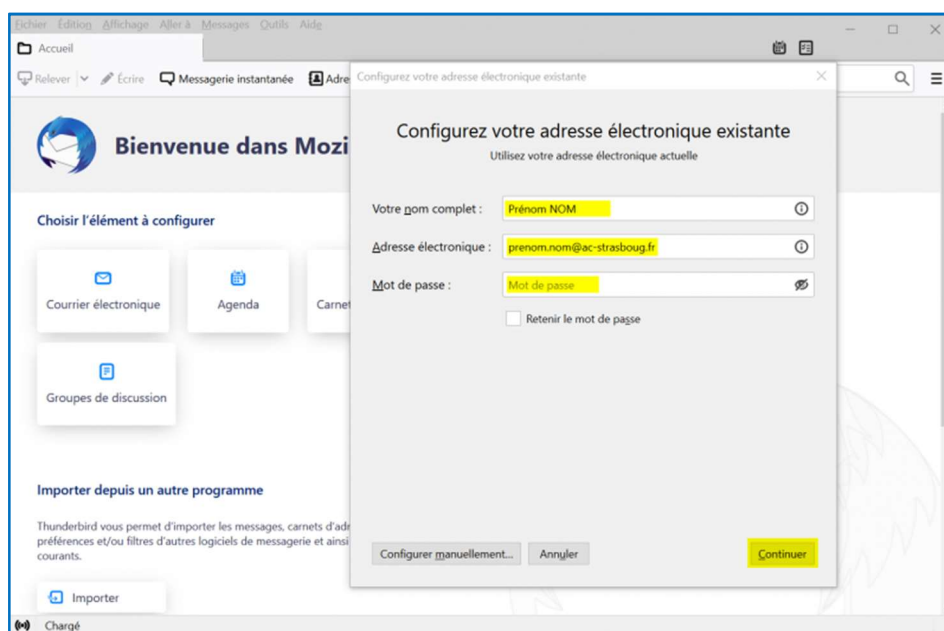 Fichier Édition Affichage Aller à Messages Outils Aide
Accueil
Relever Écrire Messagerie instantanée Adre
Configurez votre adresse électronique existante
Bienvenue dans Mozi
Configurez votre adresse électronique existante
Utilisez votre adresse électronique actuelle
Choisir l'élément à configurer
Votre nom complet : Prénom NOM
Adresse électronique : prenom.nom@ac-strasboug.fr
Mot de passe : Mot de passe
Retenir le mot de passe
Courrier électronique Agenda Carnet
Groupes de discussion
Importer depuis un autre programme
Thunderbird vous permet d'importer les messages, carnets d'adr
préférences et/ou filtres d'autres logiciels de messagerie et ainsi
courants.
Configurer manuellement... Annuler Continuer
Importer
Chargé